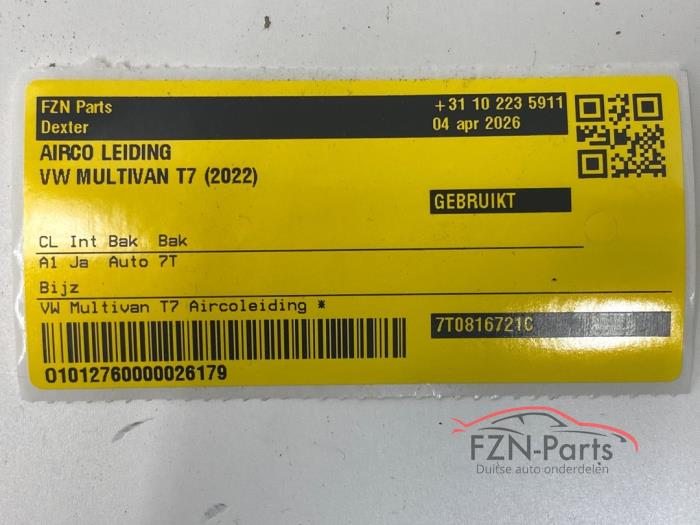 FZN Parts +31 10 223 5911
Dexter 04 apr 2026
AIRCO LEIDING
VW MULTIVAN T7 (2022)
GEBRUIKT
CL Int Bak Bak
A1 Ja Auto 7T
Bijz
VW Multivan T7 Aircoleiding *
7T0816721C
01012760000026179
FZN-Parts
Duitse auto onderdelen